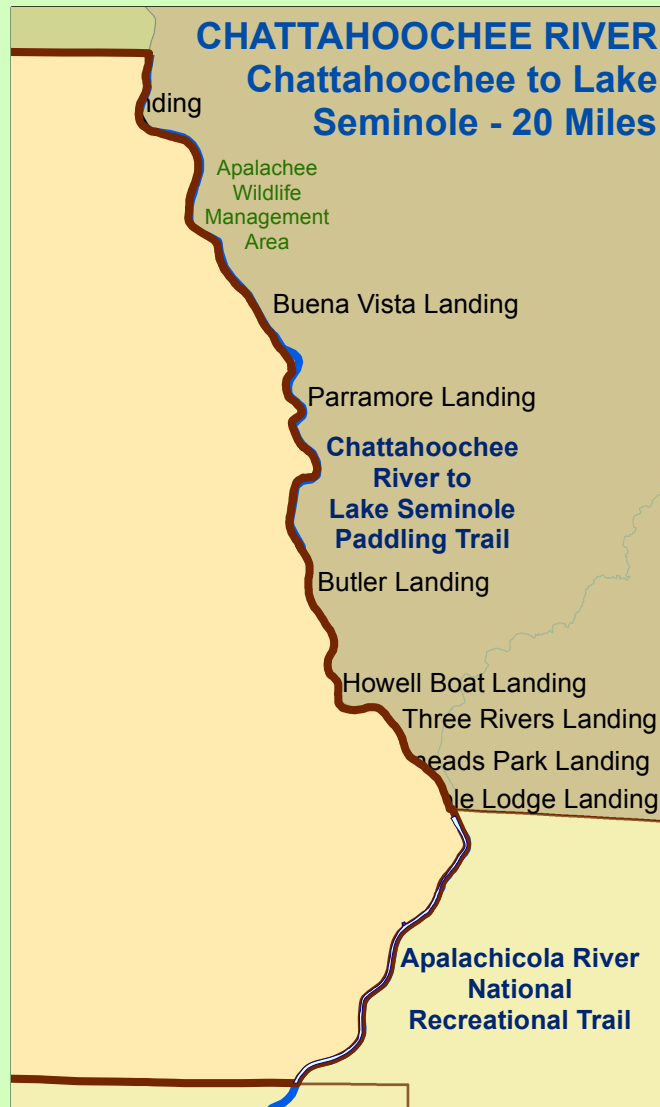 CHATTAHOOCHEE RIVER
Chattahoochee to Lake
Seminole - 20 Miles
nding
Apalachee
Wildlife
Management
Area
Buena Vista Landing
Parramore Landing
Chattahoochee
River to
Lake Seminole
Paddling Trail
Butler Landing
Howell Boat Landing
Three Rivers Landing
eads Park Landing
le Lodge Landing
Apalachicola River
National
Recreational Trail